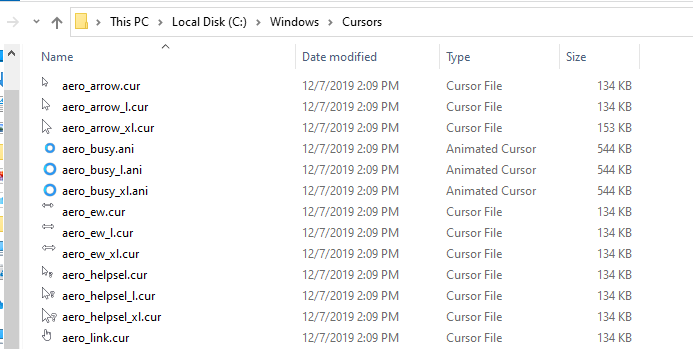 This PC > Local Disk (C:) > Windows > Cursors
Name Date modified Type Size
aero_arrow.cur 12/7/2019 2:09 PM Cursor File 134 KB
aero_arrow_l.cur 12/7/2019 2:09 PM Cursor File 134 KB
aero_arrow_xl.cur 12/7/2019 2:09 PM Cursor File 153 KB
aero_busy.ani 12/7/2019 2:09 PM Animated Cursor 544 KB
aero_busy_l.ani 12/7/2019 2:09 PM Animated Cursor 544 KB
aero_busy_xl.ani 12/7/2019 2:09 PM Animated Cursor 544 KB
aero_ew.cur 12/7/2019 2:09 PM Cursor File 134 KB
aero_ew_l.cur 12/7/2019 2:09 PM Cursor File 134 KB
aero_ew_xl.cur 12/7/2019 2:09 PM Cursor File 134 KB
aero_helpsel.cur 12/7/2019 2:09 PM Cursor File 134 KB
aero_helpsel_l.cur 12/7/2019 2:09 PM Cursor File 134 KB
aero_helpsel_xl.cur 12/7/2019 2:09 PM Cursor File 134 KB
aero_link.cur 12/7/2019 2:09 PM Cursor File 134 KB